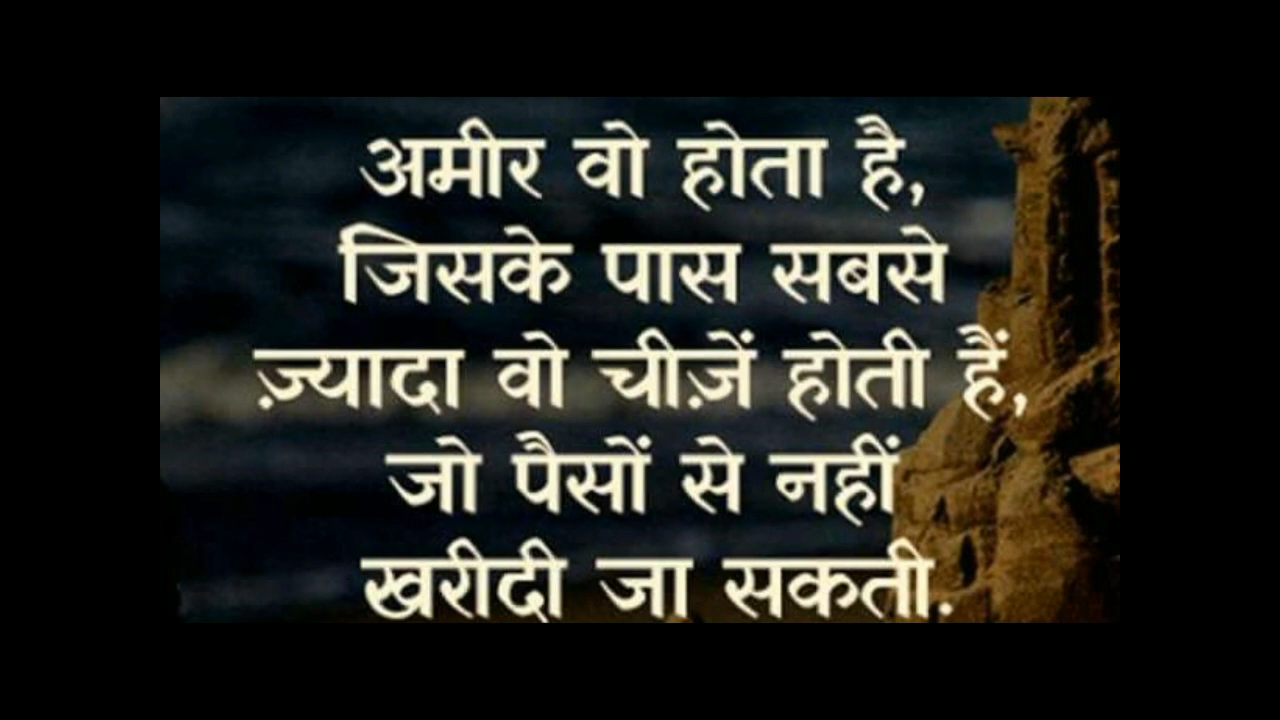 अमीर वो होता है,
जिसके पास सबसे
ज़्यादा वो चीज़ें होती हैं,
जो पैसों से नहीं
खरीदी जा सकती.